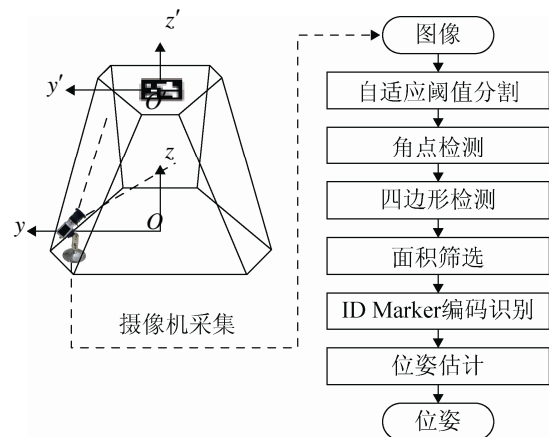 z′
y′
O′
z
y
O
摄像机采集
图像
自适应阈值分割
角点检测
四边形检测
面积筛选
ID Marker编码识别
位姿估计
位姿